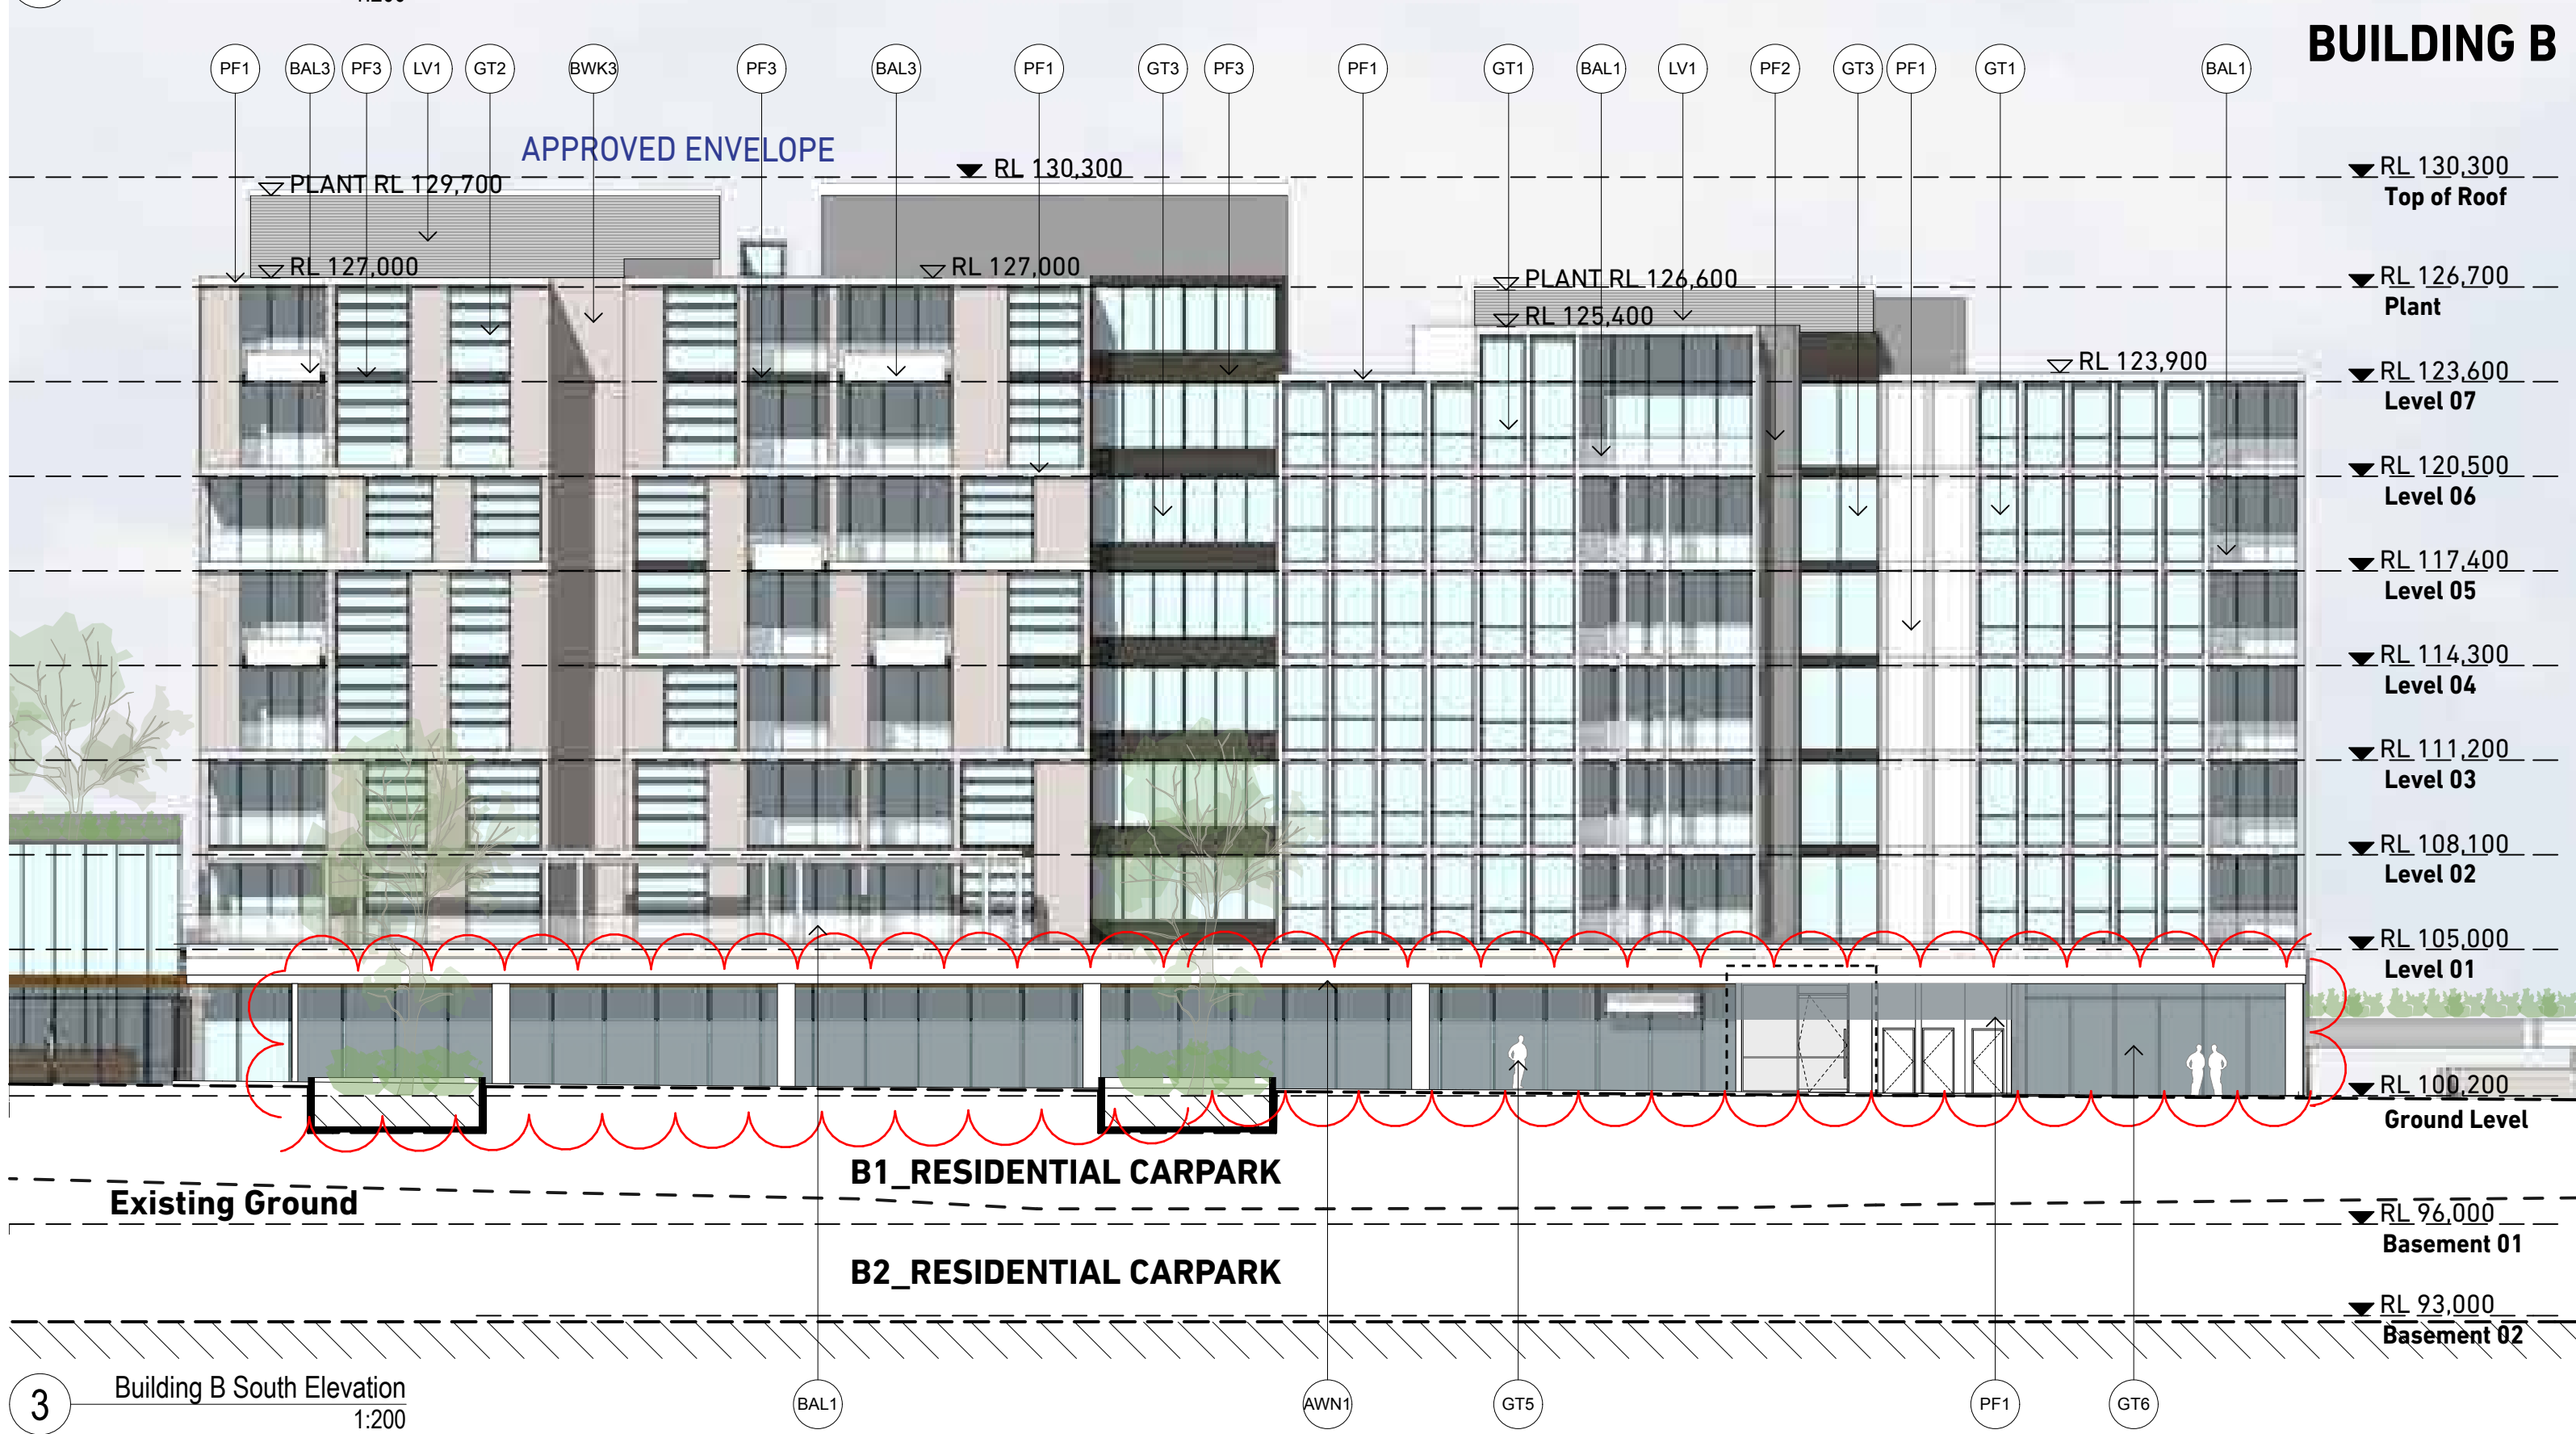 BUILDING B
PF1 BAL3 PF3 LV1 GT2 BWK3 PF3 BAL3 PF1 GT3 PF3 PF1 GT1 BAL1 LV1 PF2 GT3 PF1 GT1 BAL1
APPROVED ENVELOPE
RL 130,300
RL 130,300
Top of Roof
PLANT RL 129,700
RL 127,000
RL 127,000
PLANT RL 126,600
RL 126,700
Plant
RL 125,400
RL 123,900
RL 123,600
Level 07
RL 120,500
Level 06
RL 117,400
Level 05
RL 114,300
Level 04
RL 111,200
Level 03
RL 108,100
Level 02
RL 105,000
Level 01
RL 100,200
Ground Level
B1_RESIDENTIAL CARPARK
Existing Ground
RL 96,000
Basement 01
B2_RESIDENTIAL CARPARK
RL 93,000
Basement 02
3 Building B South Elevation
1:200
BAL1 AWN1 GT5 PF1 GT6